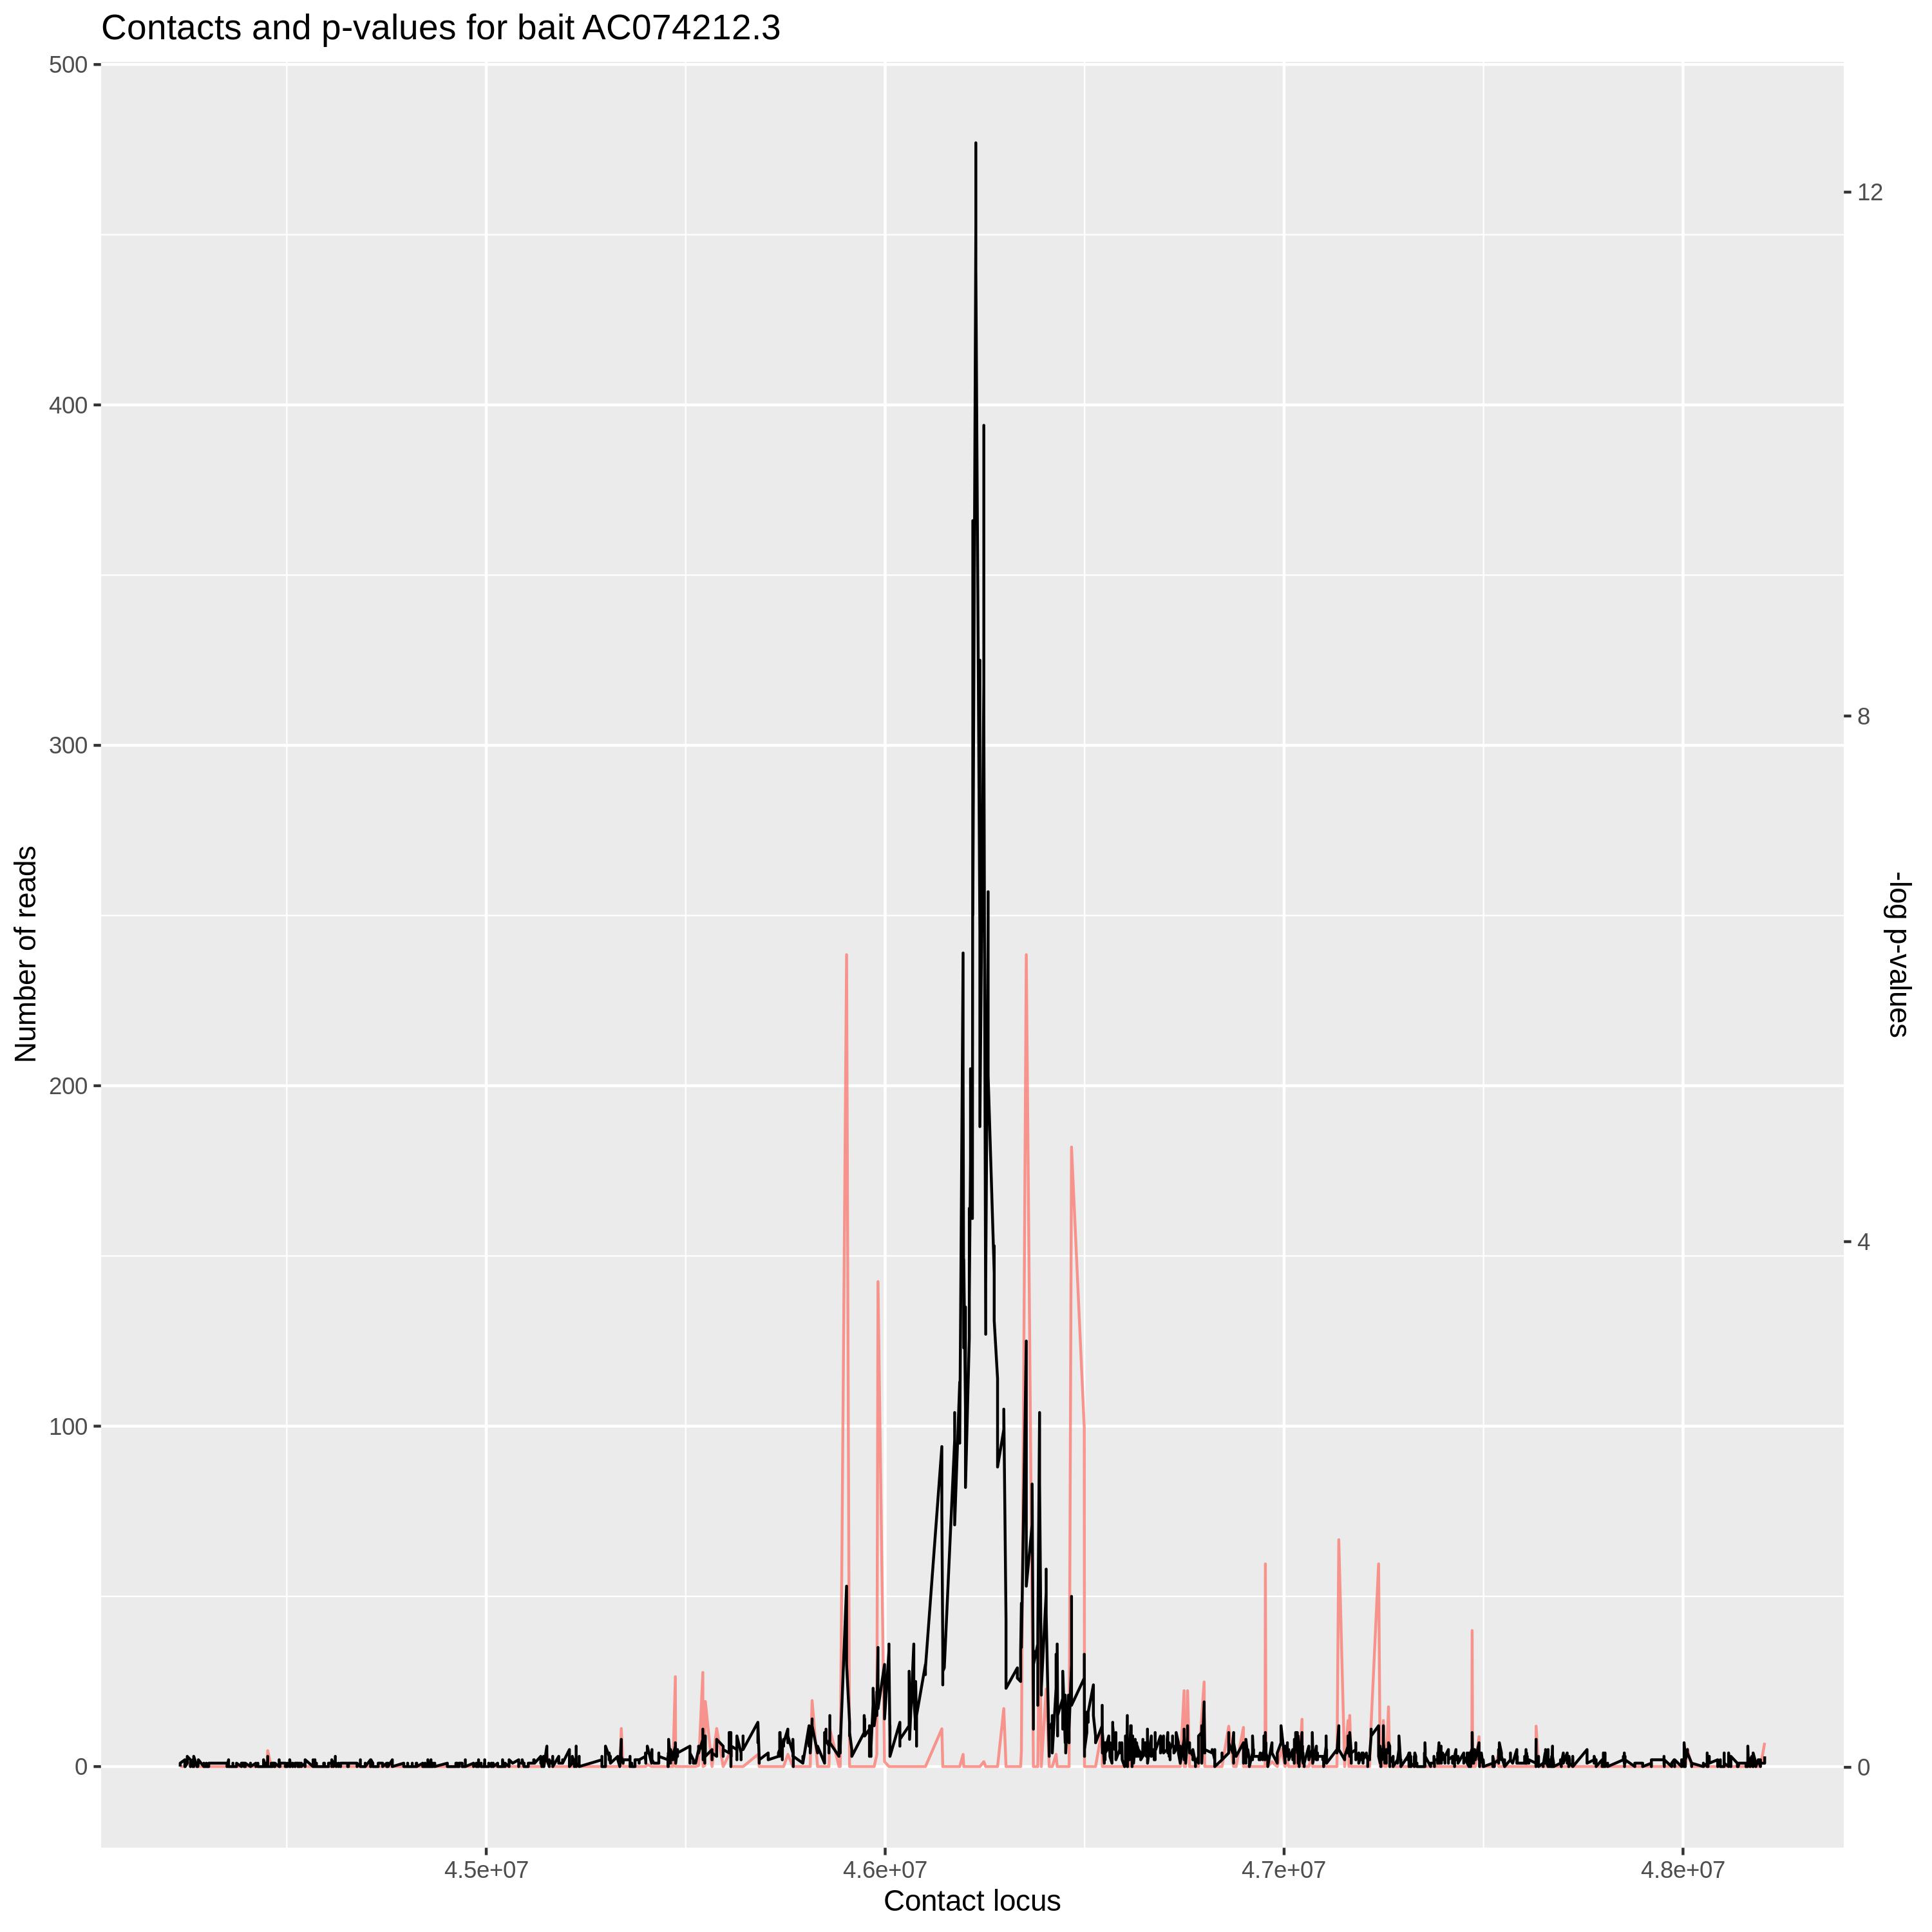 Contacts and p-values for bait AC074212.3
500
400
300
200
100
0
Number of reads
12
8
4
0
-log p-values
4.5e+07
4.6e+07
4.7e+07
4.8e+07
Contact locus